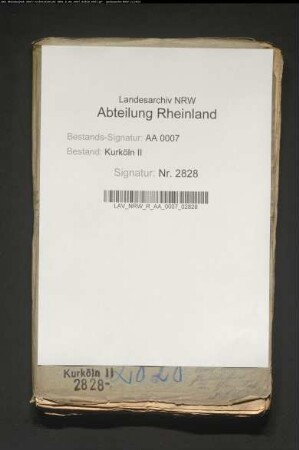 Landesarchiv NRW
Abteilung Rheinland
Bestands-Signatur: AA 0007
Bestand: Kurköln II
Signatur: Nr. 2828
LAV_NRW_R_AA_0007_02828
Kurköln II
2828-